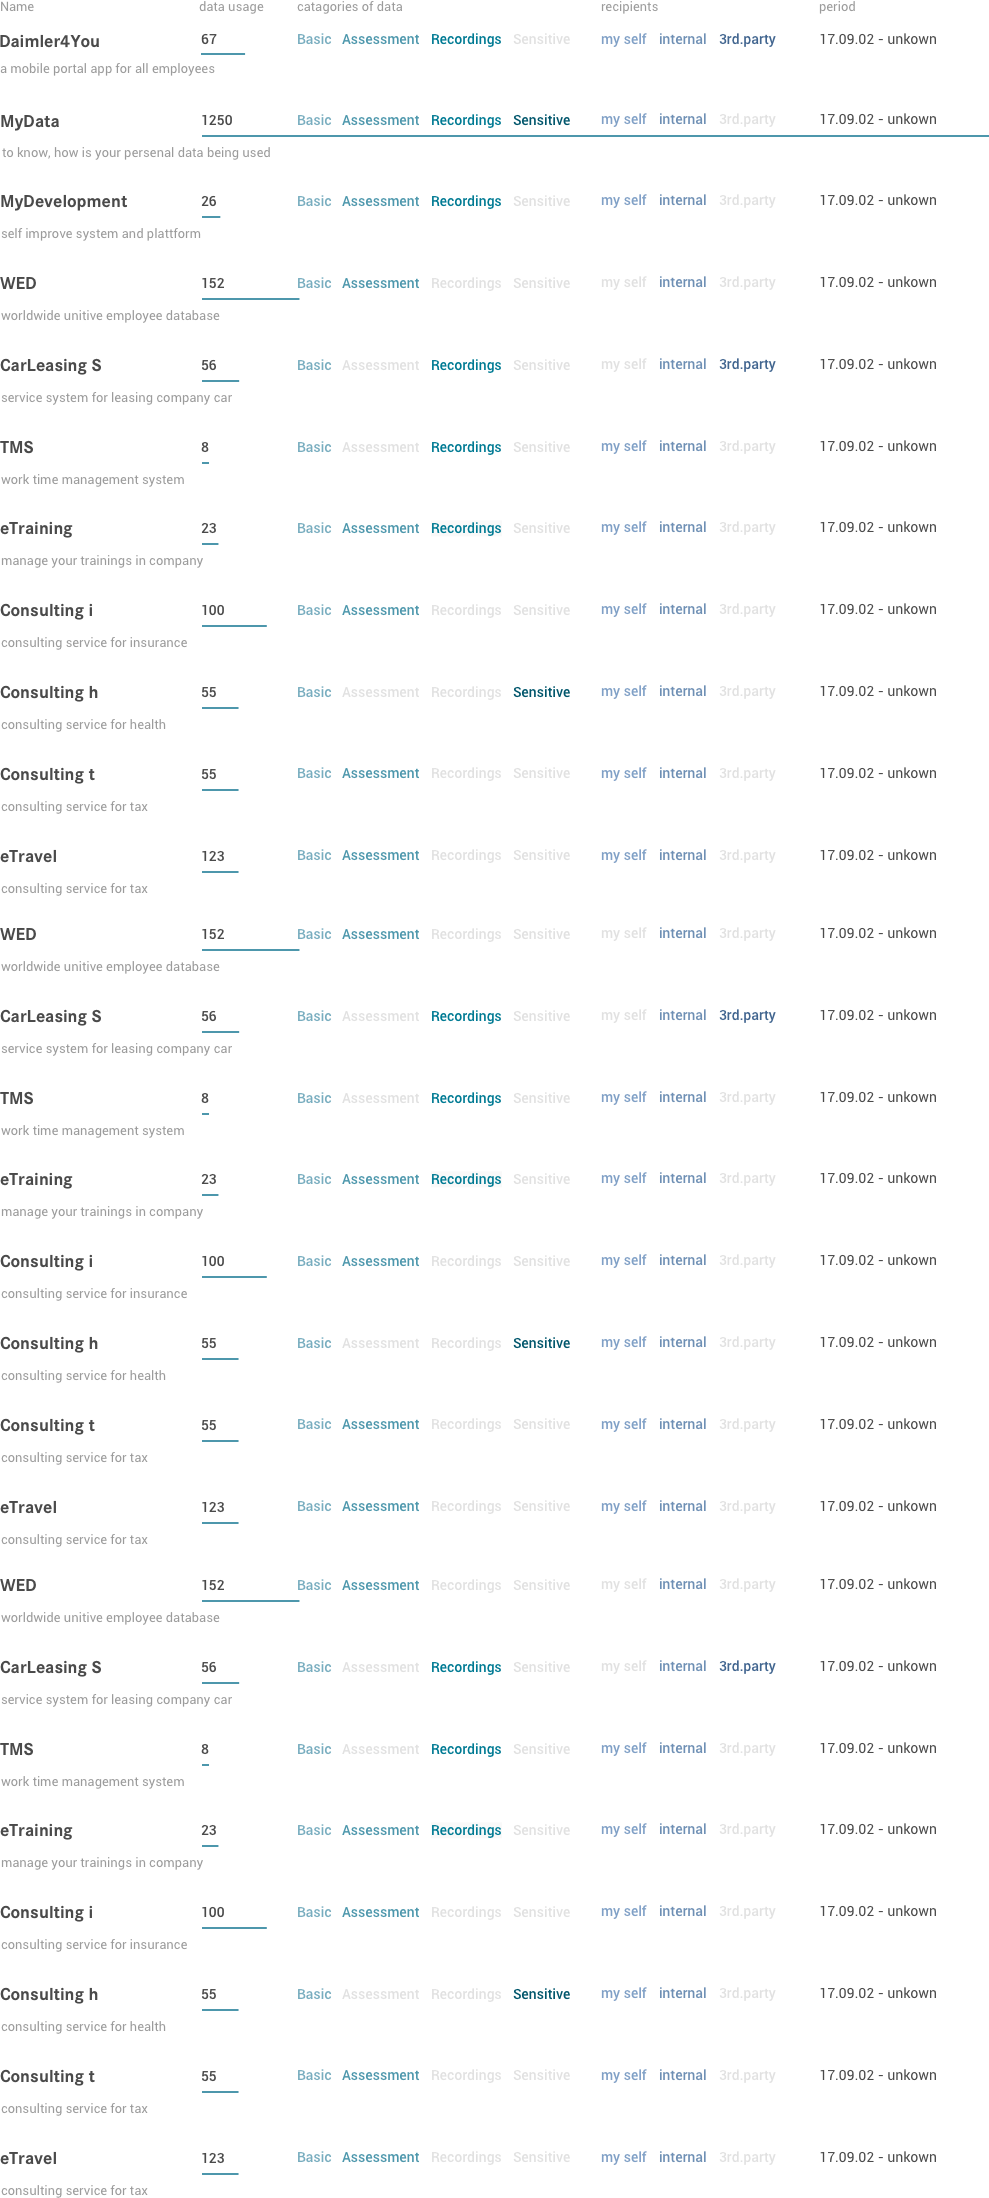 Name data usage catagories of data recipients period
Daimler4You 67 Basic Assessment Recordings Sensitive my self internal 3rd.party 17.09.02 - unkown
a mobile portal app for all employees
MyData 1250 Basic Assessment Recordings Sensitive my self internal 3rd.party 17.09.02 - unkown
to know, how is your persenal data being used
MyDevelopment 26 Basic Assessment Recordings Sensitive my self internal 3rd.party 17.09.02 - unkown
self improve system and plattform
WED 152 Basic Assessment Recordings Sensitive my self internal 3rd.party 17.09.02 - unkown
worldwide unitive employee database
CarLeasing S 56 Basic Assessment Recordings Sensitive my self internal 3rd.party 17.09.02 - unkown
service system for leasing company car
TMS 8 Basic Assessment Recordings Sensitive my self internal 3rd.party 17.09.02 - unkown
work time management system
eTraining 23 Basic Assessment Recordings Sensitive my self internal 3rd.party 17.09.02 - unkown
manage your trainings in company
Consulting i 100 Basic Assessment Recordings Sensitive my self internal 3rd.party 17.09.02 - unkown
consulting service for insurance
Consulting h 55 Basic Assessment Recordings Sensitive my self internal 3rd.party 17.09.02 - unkown
consulting service for health
Consulting t 55 Basic Assessment Recordings Sensitive my self internal 3rd.party 17.09.02 - unkown
consulting service for tax
eTravel 123 Basic Assessment Recordings Sensitive my self internal 3rd.party 17.09.02 - unkown
consulting service for tax
WED 152 Basic Assessment Recordings Sensitive my self internal 3rd.party 17.09.02 - unkown
worldwide unitive employee database
CarLeasing S 56 Basic Assessment Recordings Sensitive my self internal 3rd.party 17.09.02 - unkown
service system for leasing company car
TMS 8 Basic Assessment Recordings Sensitive my self internal 3rd.party 17.09.02 - unkown
work time management system
eTraining 23 Basic Assessment Recordings Sensitive my self internal 3rd.party 17.09.02 - unkown
manage your trainings in company
Consulting i 100 Basic Assessment Recordings Sensitive my self internal 3rd.party 17.09.02 - unkown
consulting service for insurance
Consulting h 55 Basic Assessment Recordings Sensitive my self internal 3rd.party 17.09.02 - unkown
consulting service for health
Consulting t 55 Basic Assessment Recordings Sensitive my self internal 3rd.party 17.09.02 - unkown
consulting service for tax
eTravel 123 Basic Assessment Recordings Sensitive my self internal 3rd.party 17.09.02 - unkown
consulting service for tax
WED 152 Basic Assessment Recordings Sensitive my self internal 3rd.party 17.09.02 - unkown
worldwide unitive employee database
CarLeasing S 56 Basic Assessment Recordings Sensitive my self internal 3rd.party 17.09.02 - unkown
service system for leasing company car
TMS 8 Basic Assessment Recordings Sensitive my self internal 3rd.party 17.09.02 - unkown
work time management system
eTraining 23 Basic Assessment Recordings Sensitive my self internal 3rd.party 17.09.02 - unkown
manage your trainings in company
Consulting i 100 Basic Assessment Recordings Sensitive my self internal 3rd.party 17.09.02 - unkown
consulting service for insurance
Consulting h 55 Basic Assessment Recordings Sensitive my self internal 3rd.party 17.09.02 - unkown
consulting service for health
Consulting t 55 Basic Assessment Recordings Sensitive my self internal 3rd.party 17.09.02 - unkown
consulting service for tax
eTravel 123 Basic Assessment Recordings Sensitive my self internal 3rd.party 17.09.02 - unkown
consulting service for tax